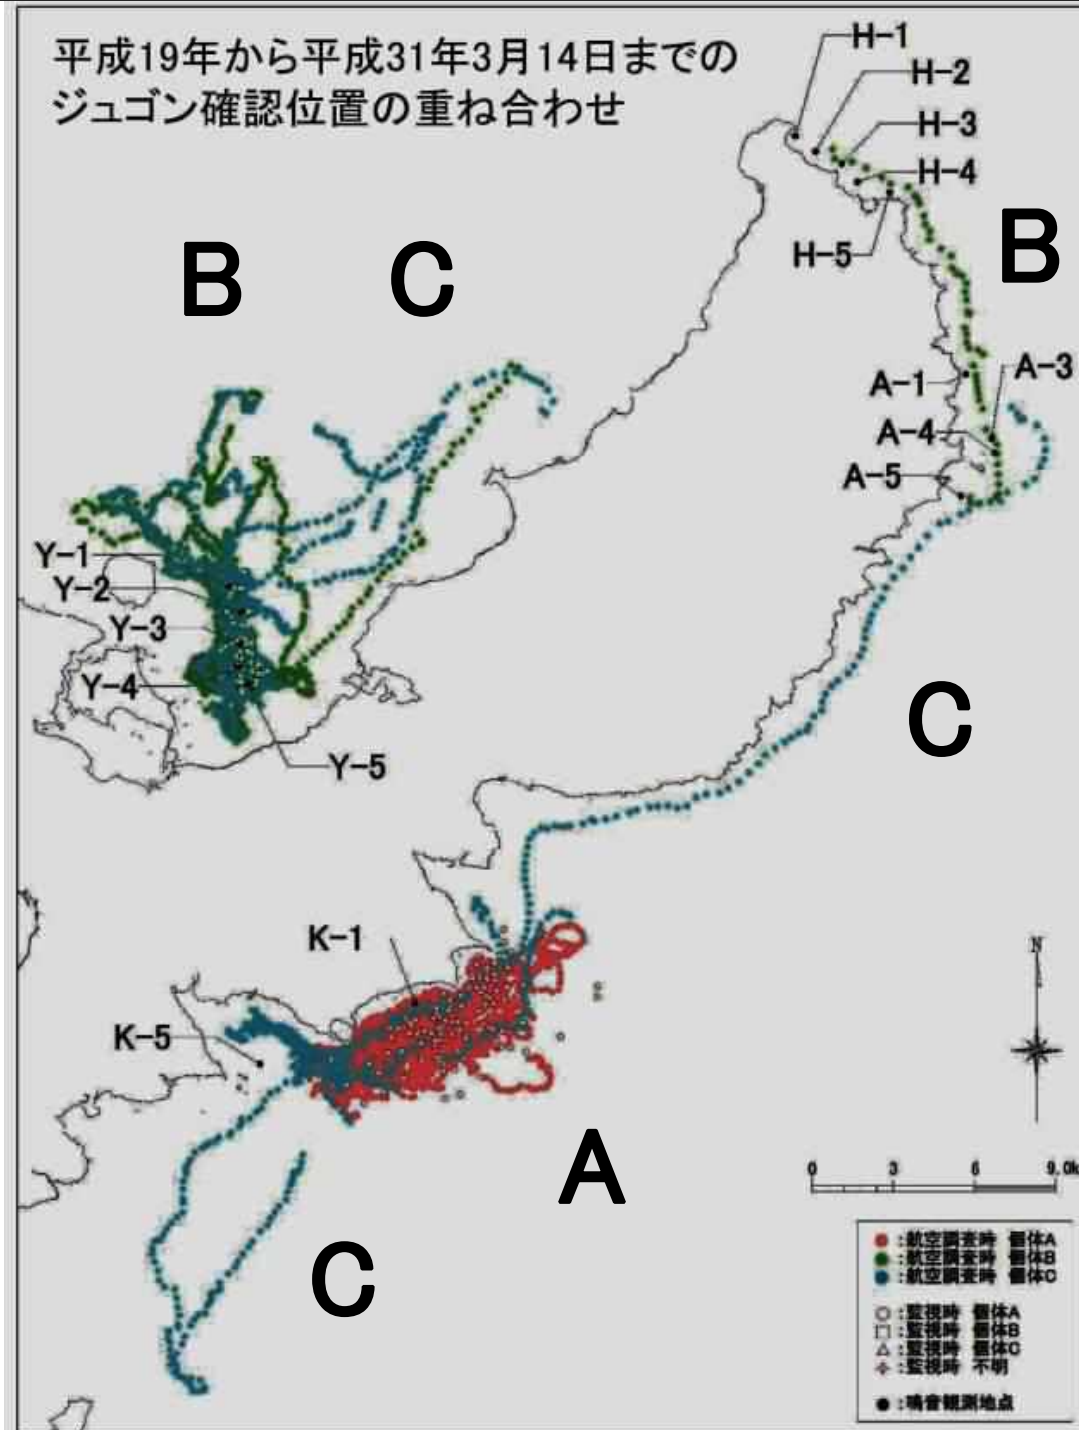 平成19年から平成31年3月14日までの
ジュゴン確認位置の重ね合わせ
H-1
H-2
H-3
H-4
H-5
B
C
B
A-1
A-3
A-4
A-5
Y-1
Y-2
Y-3
Y-4
Y-5
C
K-1
K-5
N
A
C
0 3 6 9.0k
:航空調査時 個体A
:航空調査時 個体B
:航空調査時 個体C
:監視時 個体A
:監視時 個体B
:監視時 個体C
:監視時 不明
:鳴音観測地点